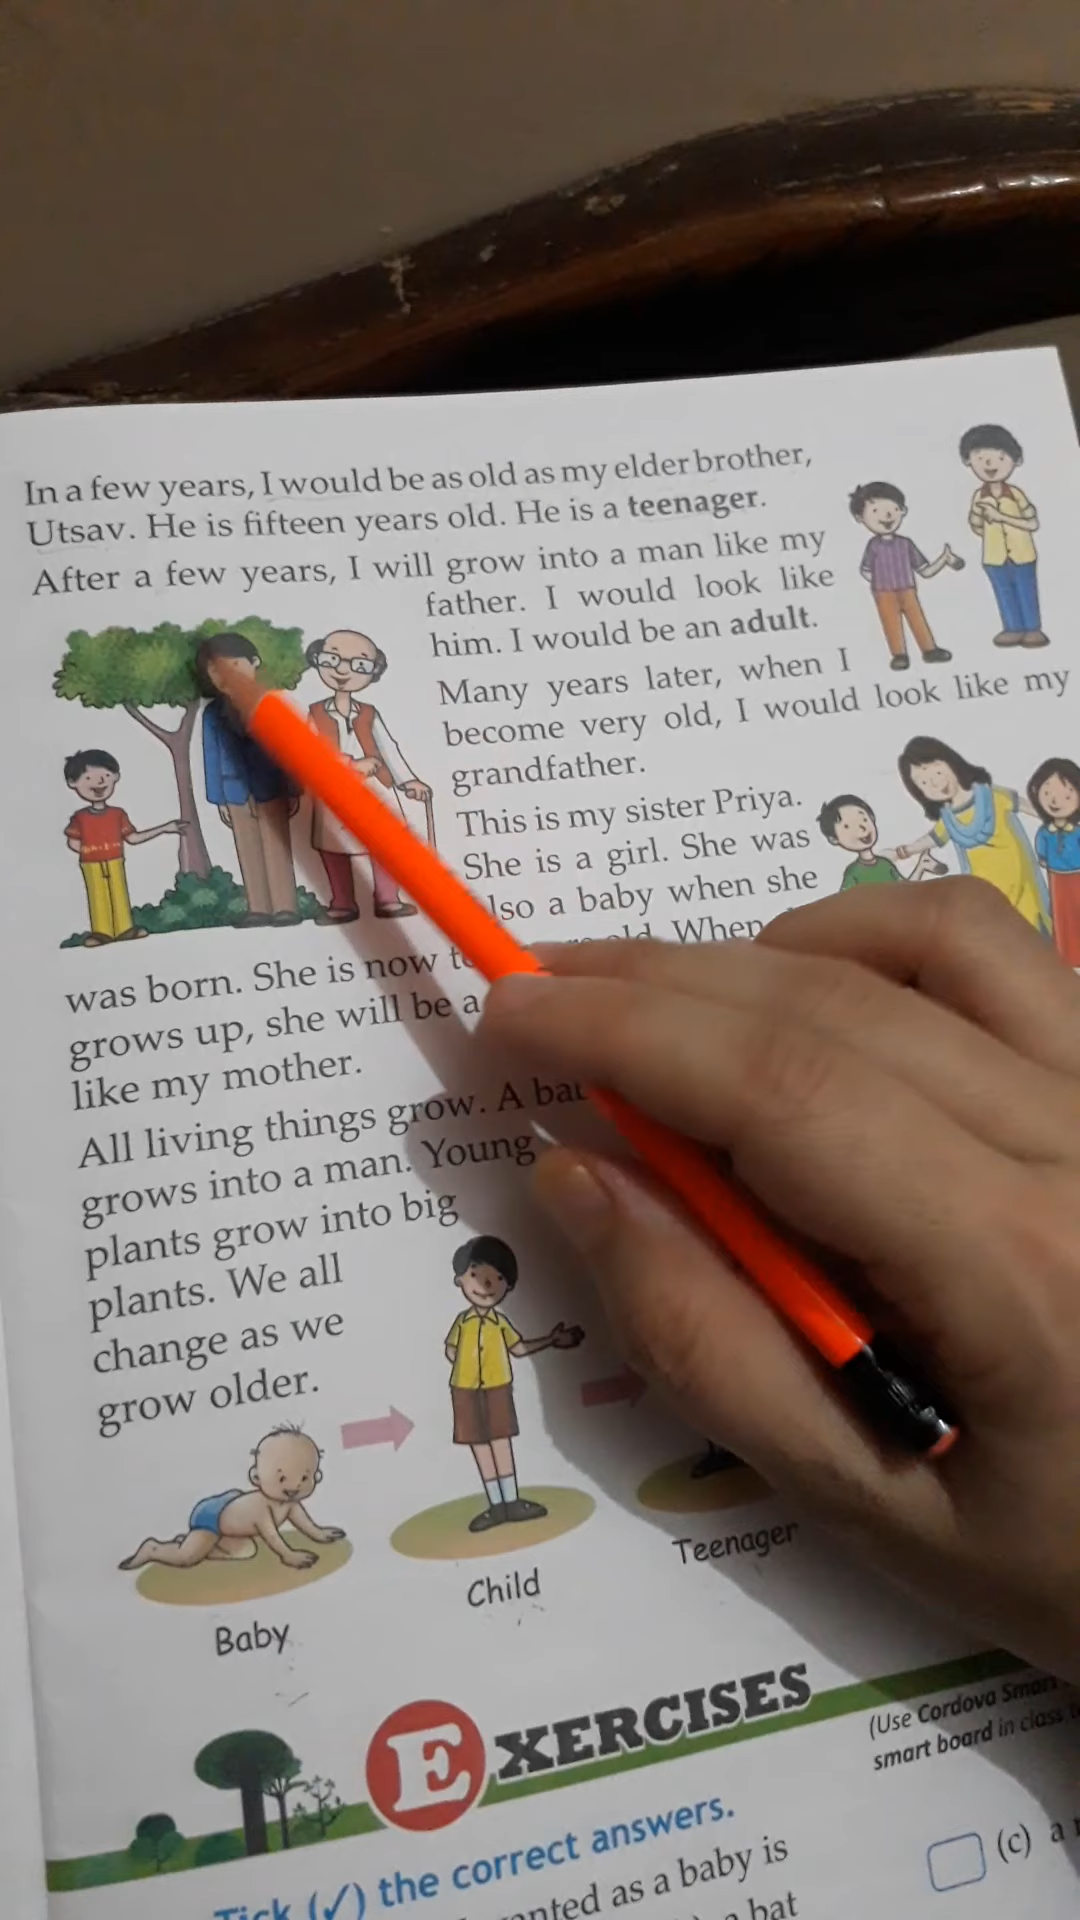 In a few years, I would be as old as my elder brother,
Utsav. He is fifteen years old. He is a teenager.
After a few years, I will grow into a man like my
father. I would look like
him. I would be an adult.
Many years later, when I
become very old, I would look like my
grandfather.
This is my sister Priya.
She is a girl. She was
also a baby when she
was born. She is now old. When
grows up, she will be a
like my mother.
All living things grow. A
grows into a man. Young
plants grow into big
plants. We all
change as we
grow older.
Baby
Child
Teenager
EXERCISES
(Use Cordova Smart
smart board in class
Tick (✓) the correct answers.
as a baby is
(c) a
a bat